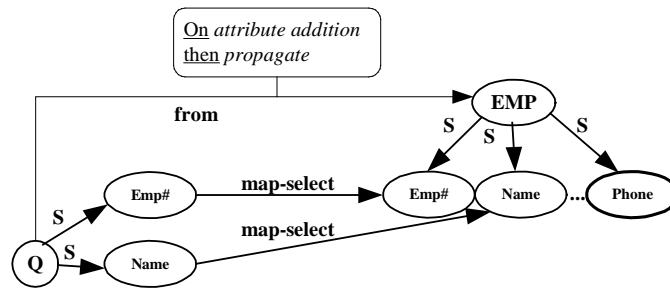 On attribute addition
then propagate
EMP
from
S S S
Emp# map-select Emp# Name ... Phone
S map-select
Q S Name